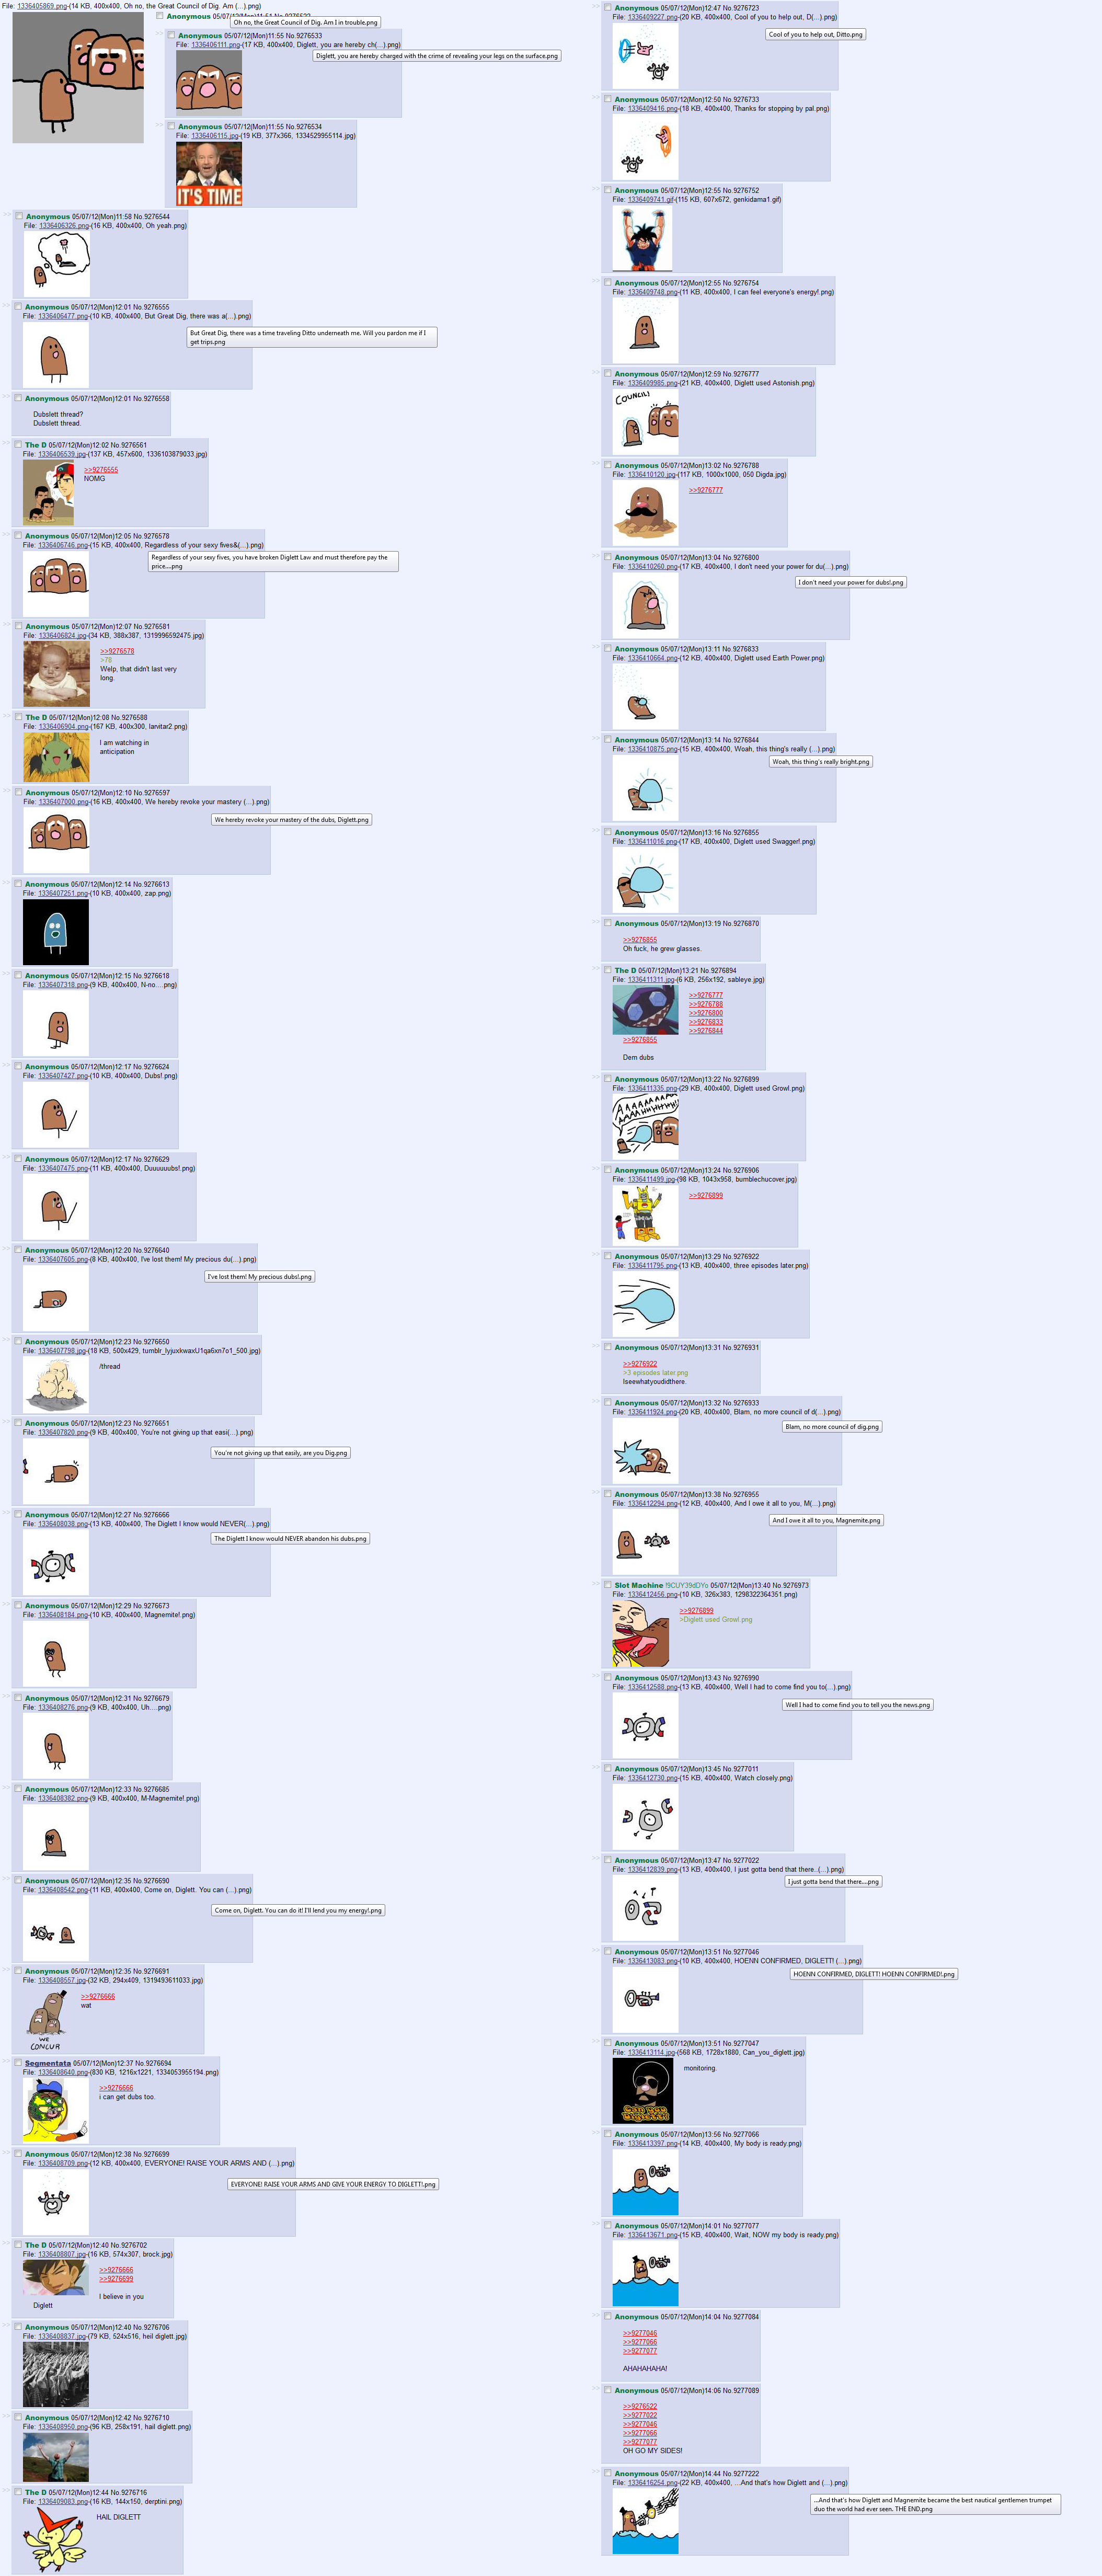 File: 1336405869.png-(14 KB, 400x400, Oh no, the Great Council of Dig. Am (...).png)
Anonymous 05/07/12(Mon)11:51 No.9276522
Oh no, the Great Council of Dig. Am I in trouble.png
Anonymous 05/07/12(Mon)11:55 No.9276533
File: 1336406111.png-(17 KB, 400x400, Diglett, you are hereby ch(...).png)
Diglett, you are hereby charged with the crime of revealing your legs on the surface.png
Anonymous 05/07/12(Mon)11:55 No.9276534
File: 1336406115.jpg-(19 KB, 377x366, 1334529955114.jpg)
IT'S TIME
Anonymous 05/07/12(Mon)11:58 No.9276544
File: 1336406326.png-(16 KB, 400x400, Oh yeah.png)
Anonymous 05/07/12(Mon)12:01 No.9276555
File: 1336406477.png-(10 KB, 400x400, But Great Dig, there was a(...).png)
But Great Dig, there was a time traveling Ditto underneath me. Will you pardon me if I
get trips.png
Anonymous 05/07/12(Mon)12:01 No.9276558
Dubslett thread?
Dubslett thread.
The D 05/07/12(Mon)12:02 No.9276561
File: 1336406539.jpg-(137 KB, 457x600, 1336103879033.jpg)
>>9276555
NOMG
Anonymous 05/07/12(Mon)12:05 No.9276578
File: 1336406746.png-(15 KB, 400x400, Regardless of your sexy fives&(...).png)
Regardless of your sexy fives, you have broken Diglett Law and must therefore pay the
price....png
Anonymous 05/07/12(Mon)12:07 No.9276581
File: 1336406824.jpg-(34 KB, 388x387, 1319996592475.jpg)
>>9276578
>78
Welp, that didn't last very
long.
The D 05/07/12(Mon)12:08 No.9276588
File: 1336406904.png-(167 KB, 400x300, larvitar2.png)
I am watching in
anticipation
Anonymous 05/07/12(Mon)12:10 No.9276597
File: 1336407000.png-(16 KB, 400x400, We hereby revoke your mastery (...).png)
We hereby revoke your mastery of the dubs, Diglett.png
Anonymous 05/07/12(Mon)12:14 No.9276613
File: 1336407251.png-(10 KB, 400x400, zap.png)
Anonymous 05/07/12(Mon)12:15 No.9276618
File: 1336407318.png-(9 KB, 400x400, N-no....png)
Anonymous 05/07/12(Mon)12:17 No.9276624
File: 1336407427.png-(10 KB, 400x400, Dubs!.png)
Anonymous 05/07/12(Mon)12:17 No.9276629
File: 1336407475.png-(11 KB, 400x400, Duuuuuubs!.png)
Anonymous 05/07/12(Mon)12:20 No.9276640
File: 1336407605.png-(8 KB, 400x400, I've lost them! My precious du(...).png)
I've lost them! My precious dubs!.png
Anonymous 05/07/12(Mon)12:23 No.9276650
File: 1336407798.jpg-(18 KB, 500x429, tumblr_lyjuxkwaxU1qa6xn7o1_500.jpg)
/thread
Anonymous 05/07/12(Mon)12:23 No.9276651
File: 1336407820.png-(9 KB, 400x400, You're not giving up that easi(...).png)
You're not giving up that easily, are you Dig.png
Anonymous 05/07/12(Mon)12:27 No.9276666
File: 1336408038.png-(13 KB, 400x400, The Diglett I know would NEVER(...).png)
The Diglett I know would NEVER abandon his dubs.png
Anonymous 05/07/12(Mon)12:29 No.9276673
File: 1336408184.png-(10 KB, 400x400, Magnemite!.png)
Anonymous 05/07/12(Mon)12:31 No.9276679
File: 1336408276.png-(9 KB, 400x400, Uh....png)
Anonymous 05/07/12(Mon)12:33 No.9276685
File: 1336408382.png-(9 KB, 400x400, M-Magnemite!.png)
Anonymous 05/07/12(Mon)12:35 No.9276690
File: 1336408542.png-(11 KB, 400x400, Come on, Diglett. You can (...).png)
Come on, Diglett. You can do it! I'll lend you my energy!.png
Anonymous 05/07/12(Mon)12:35 No.9276691
File: 1336408557.jpg-(32 KB, 294x409, 1319493611033.jpg)
>>9276666
wat
WE
CONCUR
Segmentata 05/07/12(Mon)12:37 No.9276694
File: 1336408640.png-(830 KB, 1216x1221, 1334053955194.png)
>>9276666
i can get dubs too.
Anonymous 05/07/12(Mon)12:38 No.9276699
File: 1336408709.png-(12 KB, 400x400, EVERYONE! RAISE YOUR ARMS AND (...).png)
EVERYONE! RAISE YOUR ARMS AND GIVE YOUR ENERGY TO DIGLETT!.png
The D 05/07/12(Mon)12:40 No.9276702
File: 1336408807.jpg-(16 KB, 574x307, brock.jpg)
>>9276666
>>9276699
I believe in you
Diglett
Anonymous 05/07/12(Mon)12:40 No.9276706
File: 1336408837.jpg-(79 KB, 524x516, heil diglett.jpg)
Anonymous 05/07/12(Mon)12:42 No.9276710
File: 1336408950.png-(96 KB, 258x191, hail diglett.png)
The D 05/07/12(Mon)12:44 No.9276716
File: 1336409083.png-(16 KB, 144x150, derptini.png)
HAIL DIGLETT
Anonymous 05/07/12(Mon)12:47 No.9276723
File: 1336409227.png-(20 KB, 400x400, Cool of you to help out, D(...).png)
Cool of you to help out, Ditto.png
Anonymous 05/07/12(Mon)12:50 No.9276733
File: 1336409416.png-(18 KB, 400x400, Thanks for stopping by pal.png)
Anonymous 05/07/12(Mon)12:55 No.9276752
File: 1336409741.gif-(115 KB, 607x672, genkidama1.gif)
Anonymous 05/07/12(Mon)12:55 No.9276754
File: 1336409748.png-(11 KB, 400x400, I can feel everyone's energy!.png)
Anonymous 05/07/12(Mon)12:59 No.9276777
File: 1336409985.png-(21 KB, 400x400, Diglett used Astonish.png)
COUNCIL!
Anonymous 05/07/12(Mon)13:02 No.9276788
File: 1336410120.jpg-(117 KB, 1000x1000, 050 Digda.jpg)
>>9276777
Anonymous 05/07/12(Mon)13:04 No.9276800
File: 1336410260.png-(17 KB, 400x400, I don't need your power for du(...).png)
I don't need your power for dubs!.png
Anonymous 05/07/12(Mon)13:11 No.9276833
File: 1336410664.png-(12 KB, 400x400, Diglett used Earth Power.png)
Anonymous 05/07/12(Mon)13:14 No.9276844
File: 1336410875.png-(15 KB, 400x400, Woah, this thing's really (...).png)
Woah, this thing's really bright.png
Anonymous 05/07/12(Mon)13:16 No.9276855
File: 1336411016.png-(17 KB, 400x400, Diglett used Swagger!.png)
Anonymous 05/07/12(Mon)13:19 No.9276870
>>9276855
Oh fuck, he grew glasses.
The D 05/07/12(Mon)13:21 No.9276894
File: 1336411311.jpg-(6 KB, 256x192, sableye.jpg)
>>9276777
>>9276788
>>9276800
>>9276833
>>9276844
>>9276855
Dem dubs
Anonymous 05/07/12(Mon)13:22 No.9276899
File: 1336411335.png-(29 KB, 400x400, Diglett used Growl.png)
Anonymous 05/07/12(Mon)13:24 No.9276906
File: 1336411499.jpg-(98 KB, 1043x958, bumblechucover.jpg)
>>9276899
Anonymous 05/07/12(Mon)13:29 No.9276922
File: 1336411795.png-(13 KB, 400x400, three episodes later.png)
Anonymous 05/07/12(Mon)13:31 No.9276931
>>9276922
>3 episodes later.png
Iseewhatyoudidthere.
Anonymous 05/07/12(Mon)13:32 No.9276933
File: 1336411924.png-(20 KB, 400x400, Blam, no more council of d(...).png)
Blam, no more council of dig.png
Anonymous 05/07/12(Mon)13:38 No.9276955
File: 1336412294.png-(12 KB, 400x400, And I owe it all to you, M(...).png)
And I owe it all to you, Magnemite.png
Slot Machine !9CUY39dDYo 05/07/12(Mon)13:40 No.9276973
File: 1336412456.png-(10 KB, 326x383, 1298322364351.png)
>>9276899
>Diglett used Growl.png
Anonymous 05/07/12(Mon)13:43 No.9276990
File: 1336412588.png-(13 KB, 400x400, Well I had to come find you to(...).png)
Well I had to come find you to tell you the news.png
Anonymous 05/07/12(Mon)13:45 No.9277011
File: 1336412730.png-(15 KB, 400x400, Watch closely.png)
Anonymous 05/07/12(Mon)13:47 No.9277022
File: 1336412839.png-(13 KB, 400x400, I just gotta bend that there..(...).png)
I just gotta bend that there....png
Anonymous 05/07/12(Mon)13:51 No.9277046
File: 1336413083.png-(10 KB, 400x400, HOENN CONFIRMED, DIGLETT! (...).png)
HOENN CONFIRMED, DIGLETT! HOENN CONFIRMED!.png
Anonymous 05/07/12(Mon)13:51 No.9277047
File: 1336413114.jpg-(568 KB, 1728x1880, Can_you_diglett.jpg)
monitoring.
Can You
Diglett?
Anonymous 05/07/12(Mon)13:56 No.9277066
File: 1336413397.png-(14 KB, 400x400, My body is ready.png)
Anonymous 05/07/12(Mon)14:01 No.9277077
File: 1336413671.png-(15 KB, 400x400, Wait, NOW my body is ready.png)
Anonymous 05/07/12(Mon)14:04 No.9277084
>>9277046
>>9277066
>>9277077
AHAHAHAHA!
Anonymous 05/07/12(Mon)14:06 No.9277089
>>9276522
>>9277022
>>9277046
>>9277066
>>9277077
OH GO MY SIDES!
Anonymous 05/07/12(Mon)14:44 No.9277222
File: 1336416254.png-(22 KB, 400x400, ...And that's how Diglett and (...).png)
...And that's how Diglett and Magnemite became the best nautical gentlemen trumpet
duo the world had ever seen. THE END.png